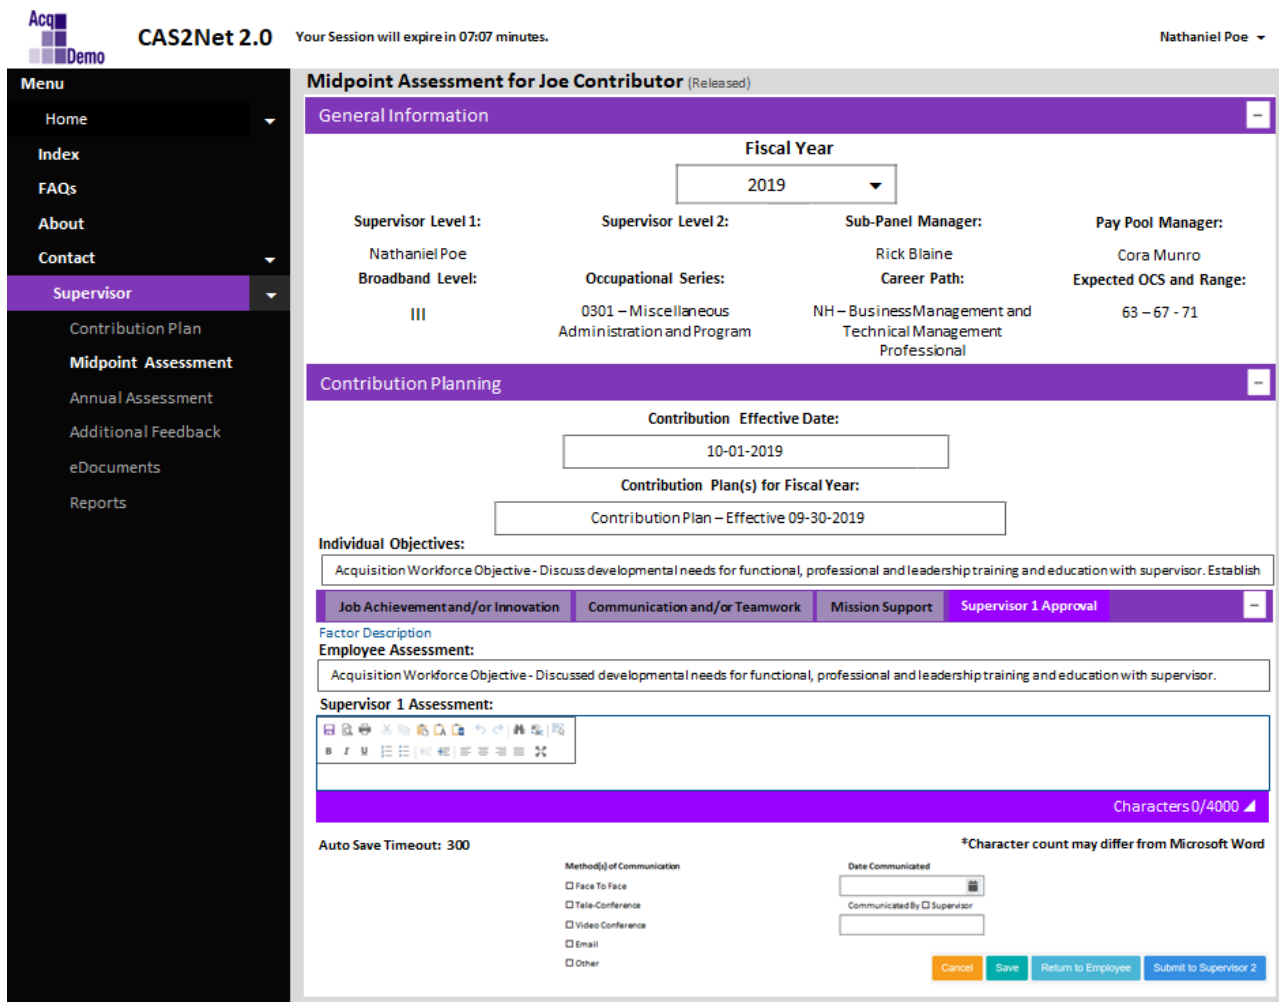 Acq
Demo
CAS2Net 2.0
Your Session will expire in 07:07 minutes.
Nathaniel Poe
Menu
Home
Index
FAQs
About
Contact
Supervisor
Contribution Plan
Midpoint Assessment
Annual Assessment
Additional Feedback
eDocuments
Reports
Midpoint Assessment for Joe Contributor (Released)
General Information
Fiscal Year
2019
Supervisor Level 1: Supervisor Level 2: Sub-Panel Manager: Pay Pool Manager:
Nathaniel Poe Rick Blaine Cora Munro
Broadband Level: Occupational Series: Career Path: Expected OCS and Range:
III 0301 – Miscellaneous NH – Business Management and 63 – 67 - 71
Administration and Program Technical Management
Professional
Contribution Planning
Contribution Effective Date:
10-01-2019
Contribution Plan(s) for Fiscal Year:
Contribution Plan – Effective 09-30-2019
Individual Objectives:
Acquisition Workforce Objective - Discuss developmental needs for functional, professional and leadership training and education with supervisor. Establish
Job Achievement and/or Innovation Communication and/or Teamwork Mission Support Supervisor 1 Approval
Factor Description
Employee Assessment:
Acquisition Workforce Objective - Discussed developmental needs for functional, professional and leadership training and education with supervisor.
Supervisor 1 Assessment:
B I U
Characters 0/4000
Auto Save Timeout: 300 *Character count may differ from Microsoft Word
Method(s) of Communication Date Communicated
Face To Face
Tele-Conference Communicated By Supervisor
Video Conference
Email
Other
Cancel Save Return to Employee Submit to Supervisor 2